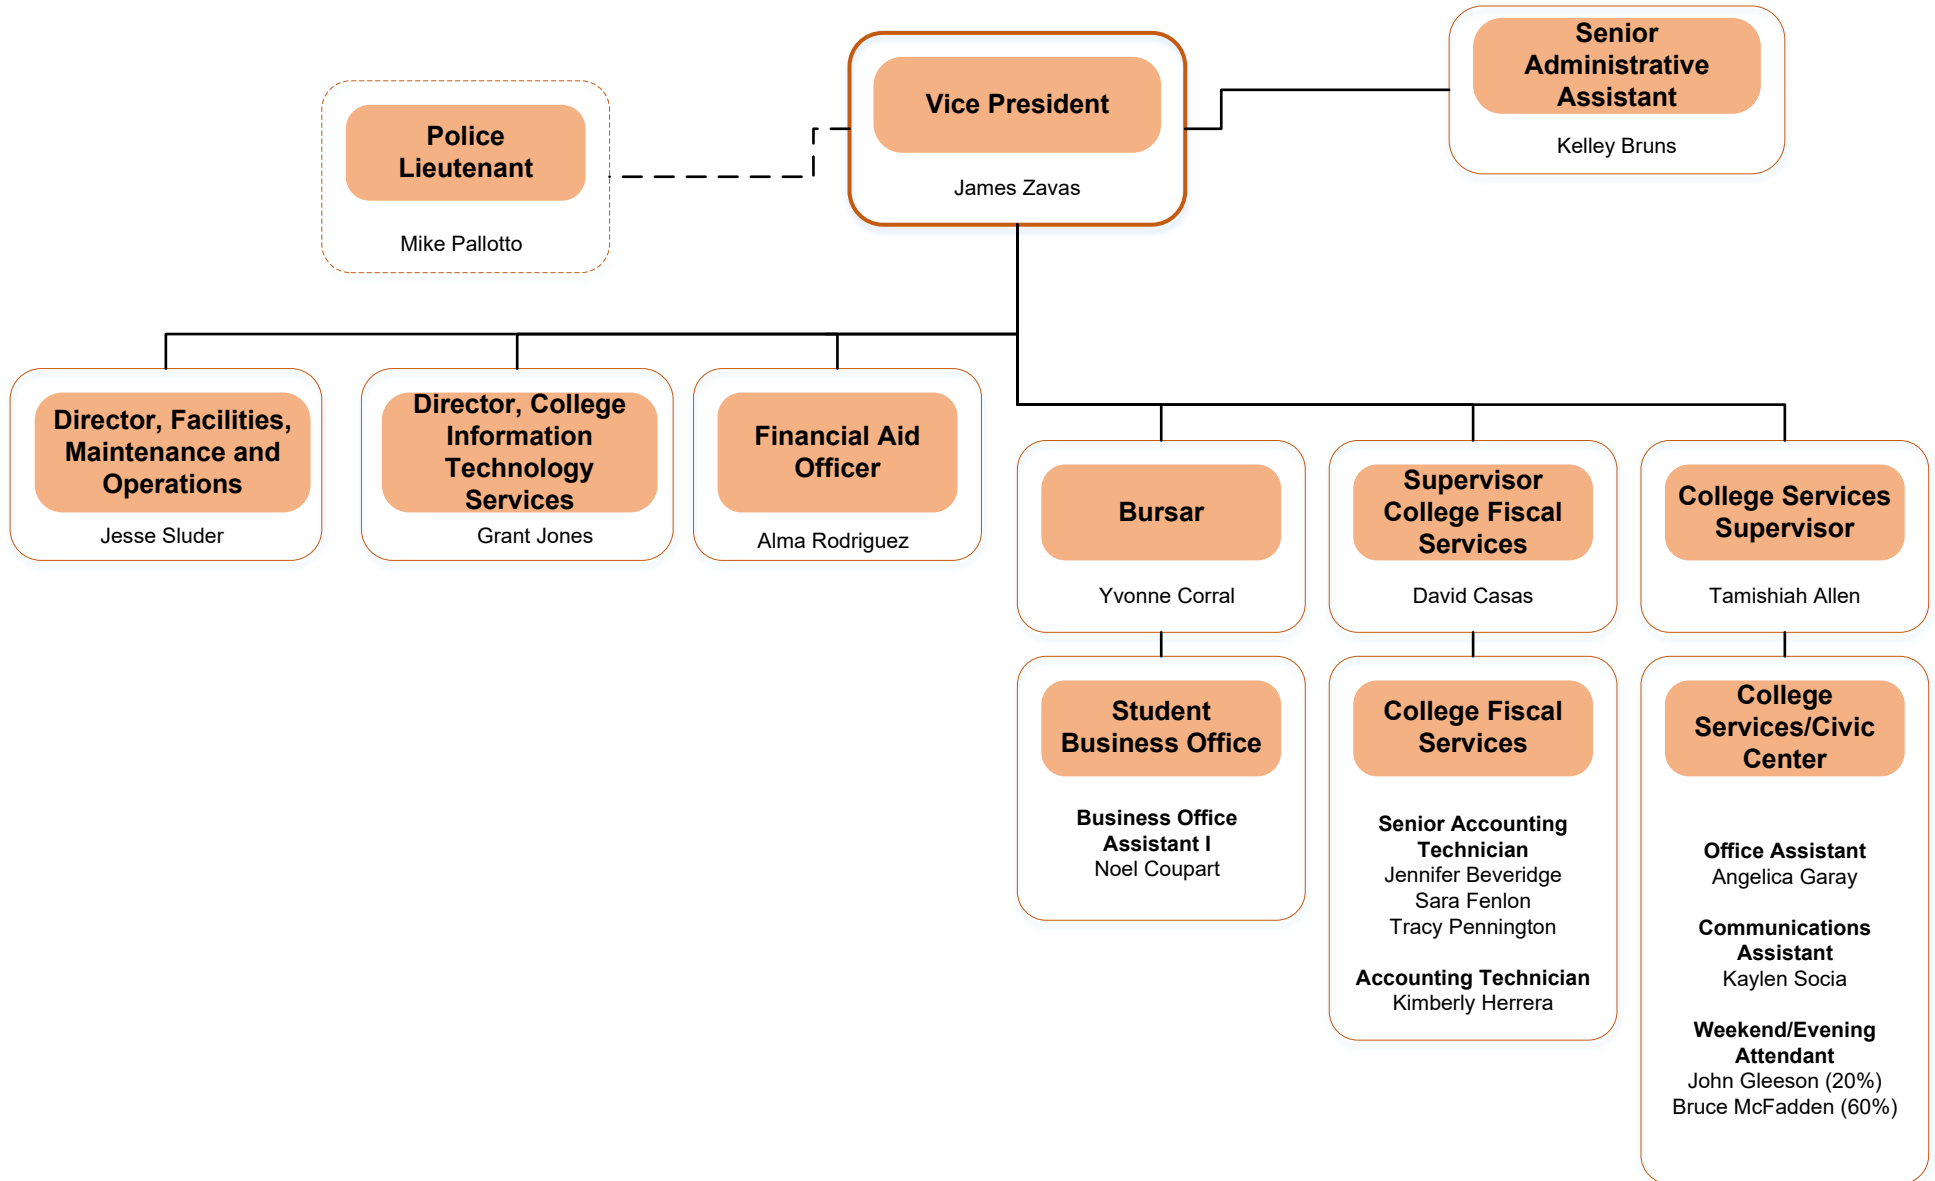 Senior
Administrative
Assistant
Kelley Bruns
Vice President
James Zavas
Police
Lieutenant
Mike Pallotto
Director, Facilities,
Maintenance and
Operations
Jesse Sluder
Director, College
Information
Technology
Services
Grant Jones
Financial Aid
Officer
Alma Rodriguez
Bursar
Yvonne Corral
Supervisor
College Fiscal
Services
David Casas
College Services
Supervisor
Tamishiah Allen
Student
Business Office
Business Office
Assistant I
Noel Coupart
College Fiscal
Services
Senior Accounting
Technician
Jennifer Beveridge
Sara Fenlon
Tracy Pennington
Accounting Technician
Kimberly Herrera
College
Services/Civic
Center
Office Assistant
Angelica Garay
Communications
Assistant
Kaylen Socia
Weekend/Evening
Attendant
John Gleeson (20%)
Bruce McFadden (60%)